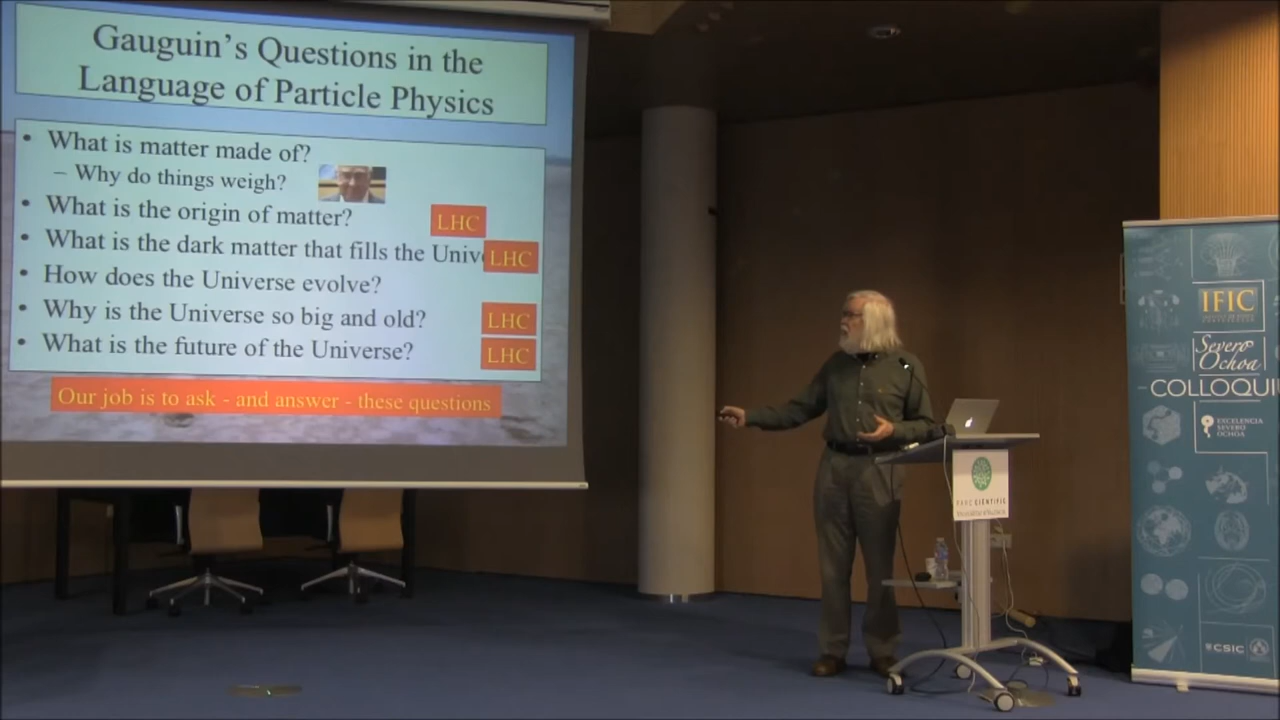 Gauguin's Questions in the
Language of Particle Physics
• What is matter made of?
– Why do things weigh?
• What is the origin of matter? LHC
• What is the dark matter that fills the Unive LHC
• How does the Universe evolve?
• Why is the Universe so big and old? LHC
• What is the future of the Universe? LHC
Our job is to ask - and answer - these questions
PARC CIENTIFIC
IFIC
Severo
Ochoa
COLLOQUI
EXCELENCIA
SEVERO
OCHOA
CSIC